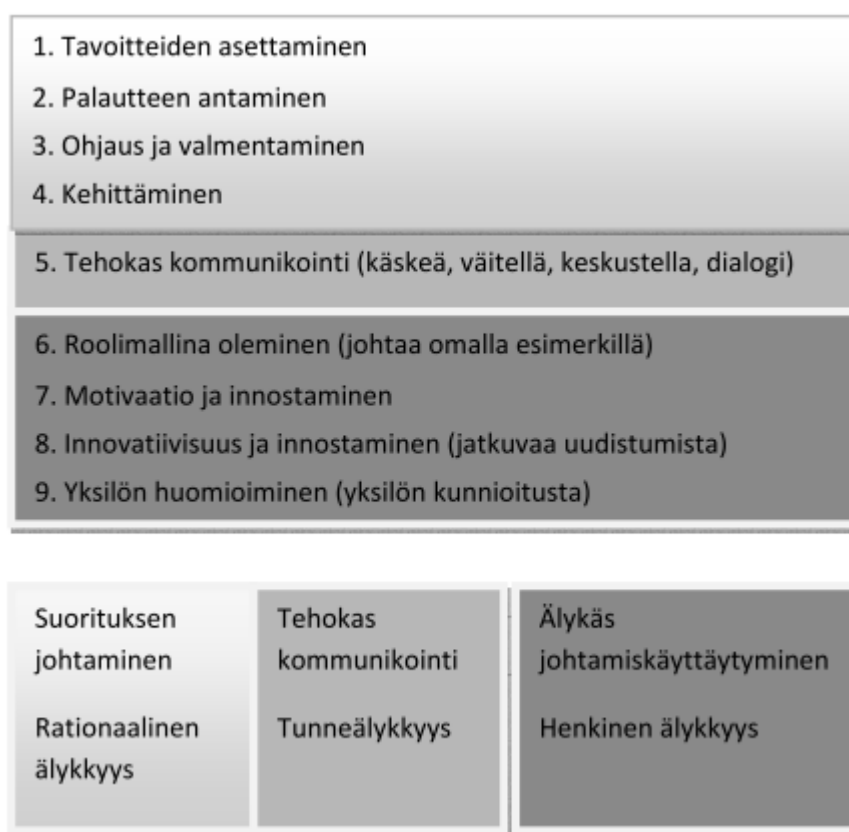 1. Tavoitteiden asettaminen
2. Palautteen antaminen
3. Ohjaus ja valmentaminen
4. Kehittäminen
5. Tehokas kommunikointi (käskeä, väitellä, keskustella, dialogi)
6. Roolimallina oleminen (johtaa omalla esimerkillä)
7. Motivaatio ja innostaminen
8. Innovatiivisuus ja innostaminen (jatkuvaa uudistumista)
9. Yksilön huomioiminen (yksilön kunnioitusta)
Suorituksen
johtaminen
Rationaalinen
älykkyys
Tehokas
kommunikointi
Tunneälykkyys
Älykäs
johtamiskäyttäytyminen
Henkinen älykkyys